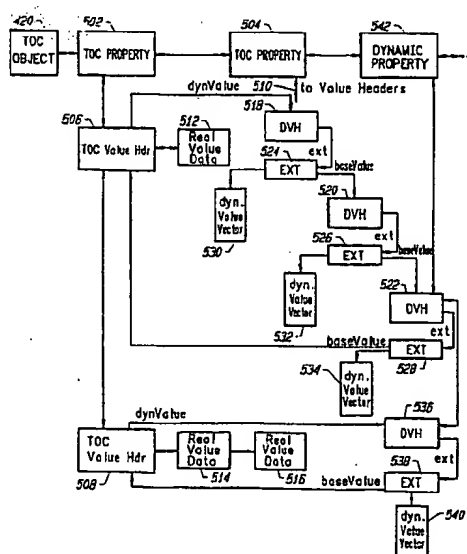 420
TOC
OBJECT
502
TOC PROPERTY
504
TOC PROPERTY
542
DYNAMIC
PROPERTY
510
to Value Headers
dynValue
506
TOC Value Hdr
512
Real
Value Data
518
DVH
ext
524
EXT
baseValue
520
DVH
dyn.
Value
Vector
530
ext
526
EXT
baseValue
522
DVH
dyn.
Value
Vector
532
ext
baseValue
EXT
528
534
dyn.
Value
Vector
dynValue
536
DVH
TOC
Value Hdr
508
Real
Value
Data
514
Real
Value
Data
516
ext
538
baseValue
EXT
dyn.
Value
Vector
540